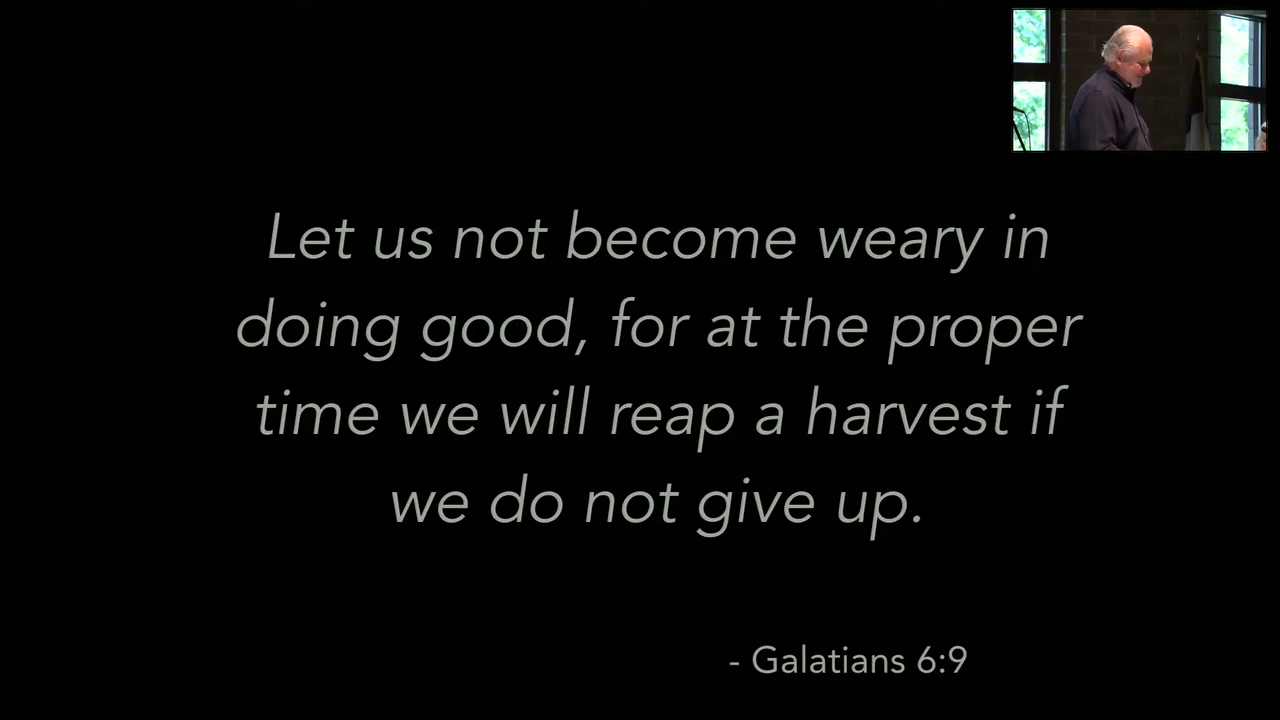 Let us not become weary in
doing good, for at the proper
time we will reap a harvest if
we do not give up.
- Galatians 6:9